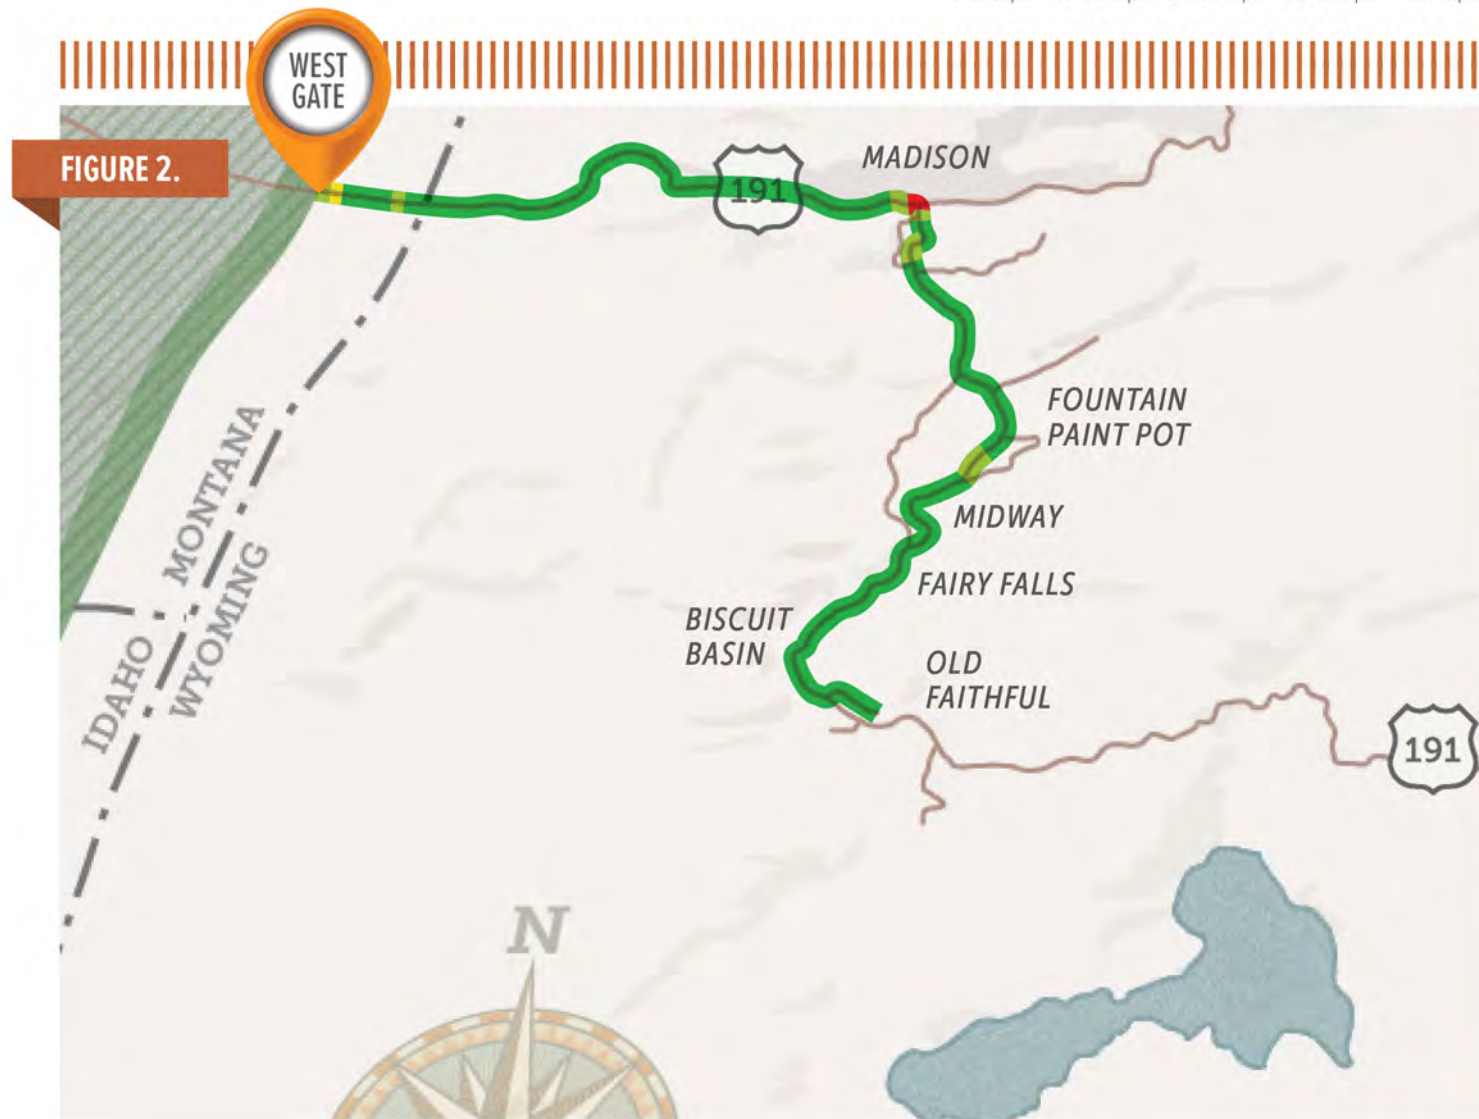 WEST
GATE
FIGURE 2.
MADISON
191
FOUNTAIN
PAINT POT
MONTANA
MIDWAY
WYOMING
FAIRY FALLS
BISCUIT
BASIN
IDAHO
OLD
FAITHFUL
191
N